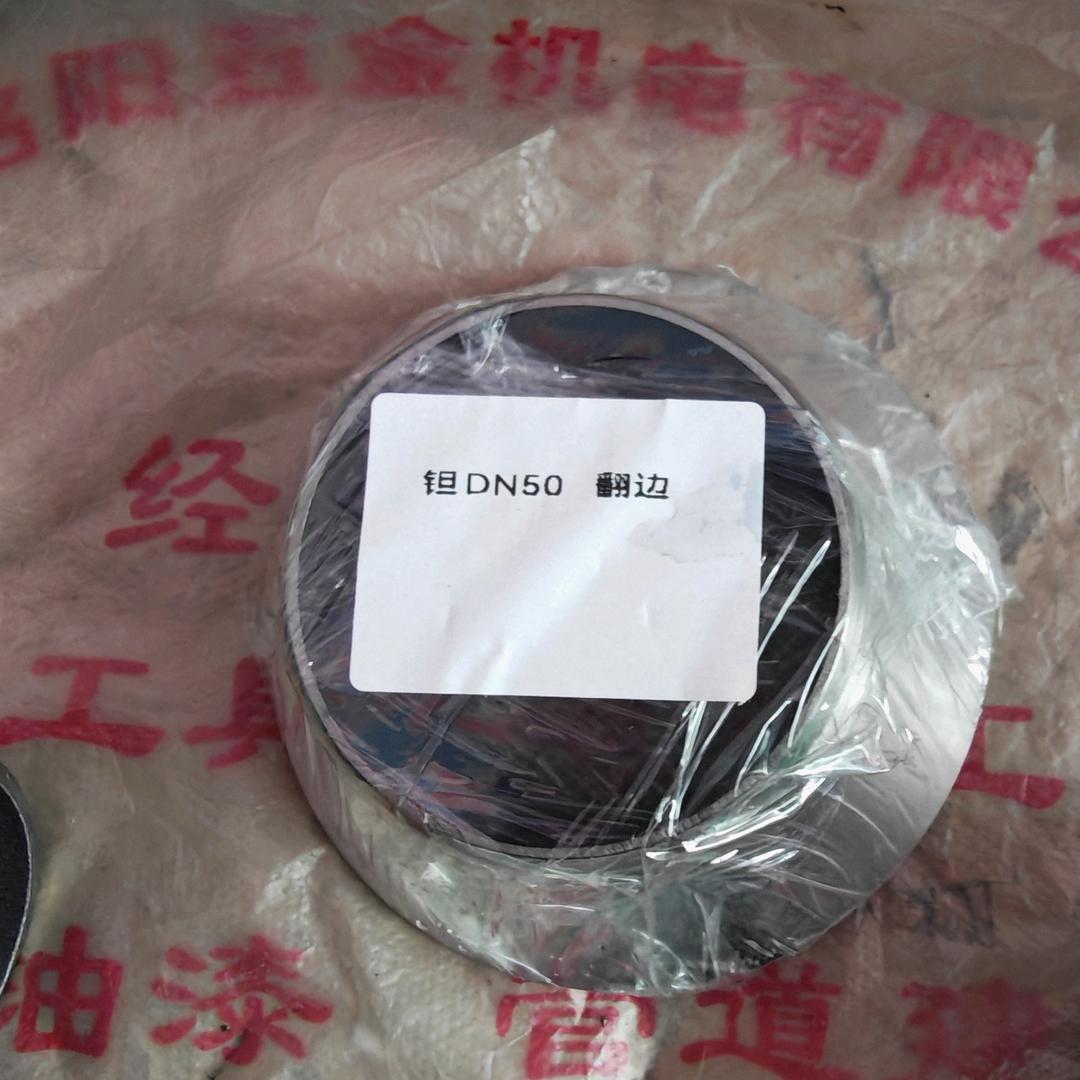 阳五金机电有限
钽DN50 翻边
经
工具
工
油漆 管道